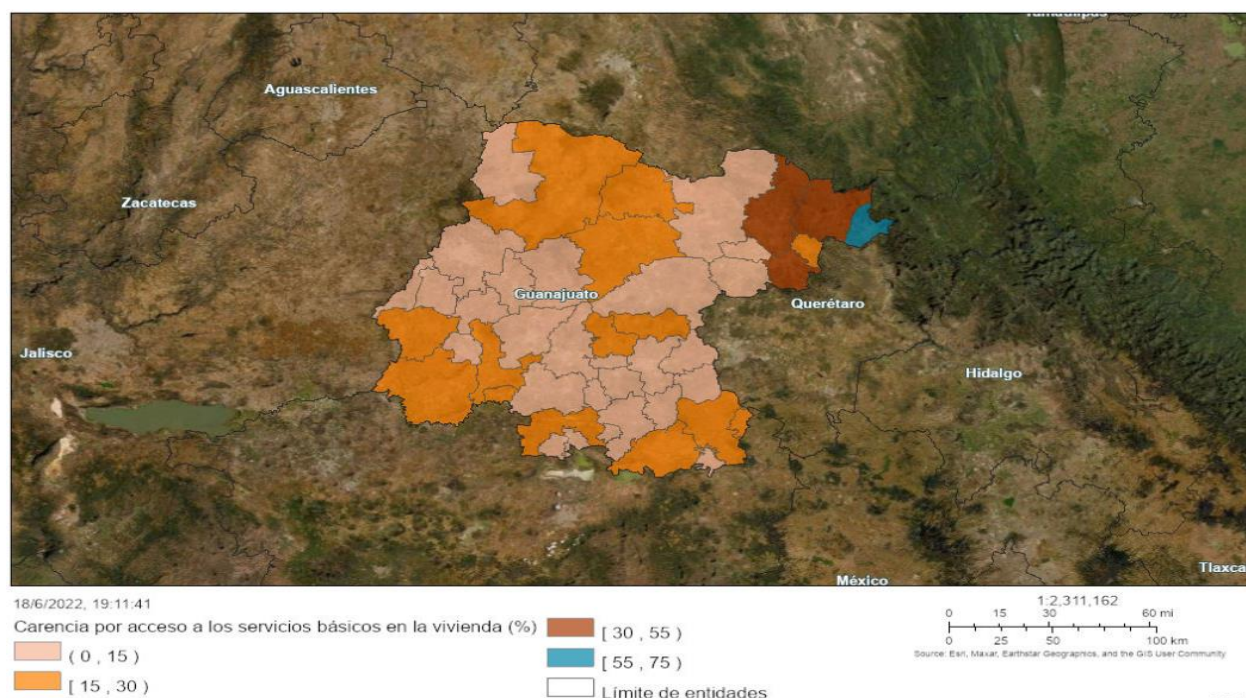 Tamaulipas
Aguascalientes
Zacatecas
Guanajuato
Querétaro
Jalisco
Hidalgo
México
Tlaxca
18/6/2022, 19:11:41
Carencia por acceso a los servicios básicos en la vivienda (%)
( 0 , 15 )
[ 15 , 30 )
[ 30 , 55 )
[ 55 , 75 )
Límite de entidades
1:2,311,162
0 15 30 60 mi
0 25 50 100 km
Source: Esri, Maxar, Earthstar Geographics, and the GIS User Community